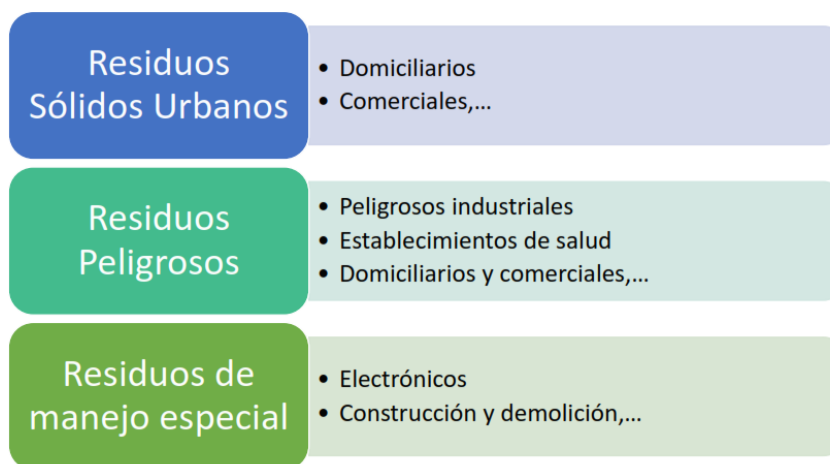 Residuos
Sólidos Urbanos
• Domiciliarios
• Comerciales,...
Residuos
Peligrosos
• Peligrosos industriales
• Establecimientos de salud
• Domiciliarios y comerciales,...
Residuos de
manejo especial
• Electrónicos
• Construcción y demolición,...